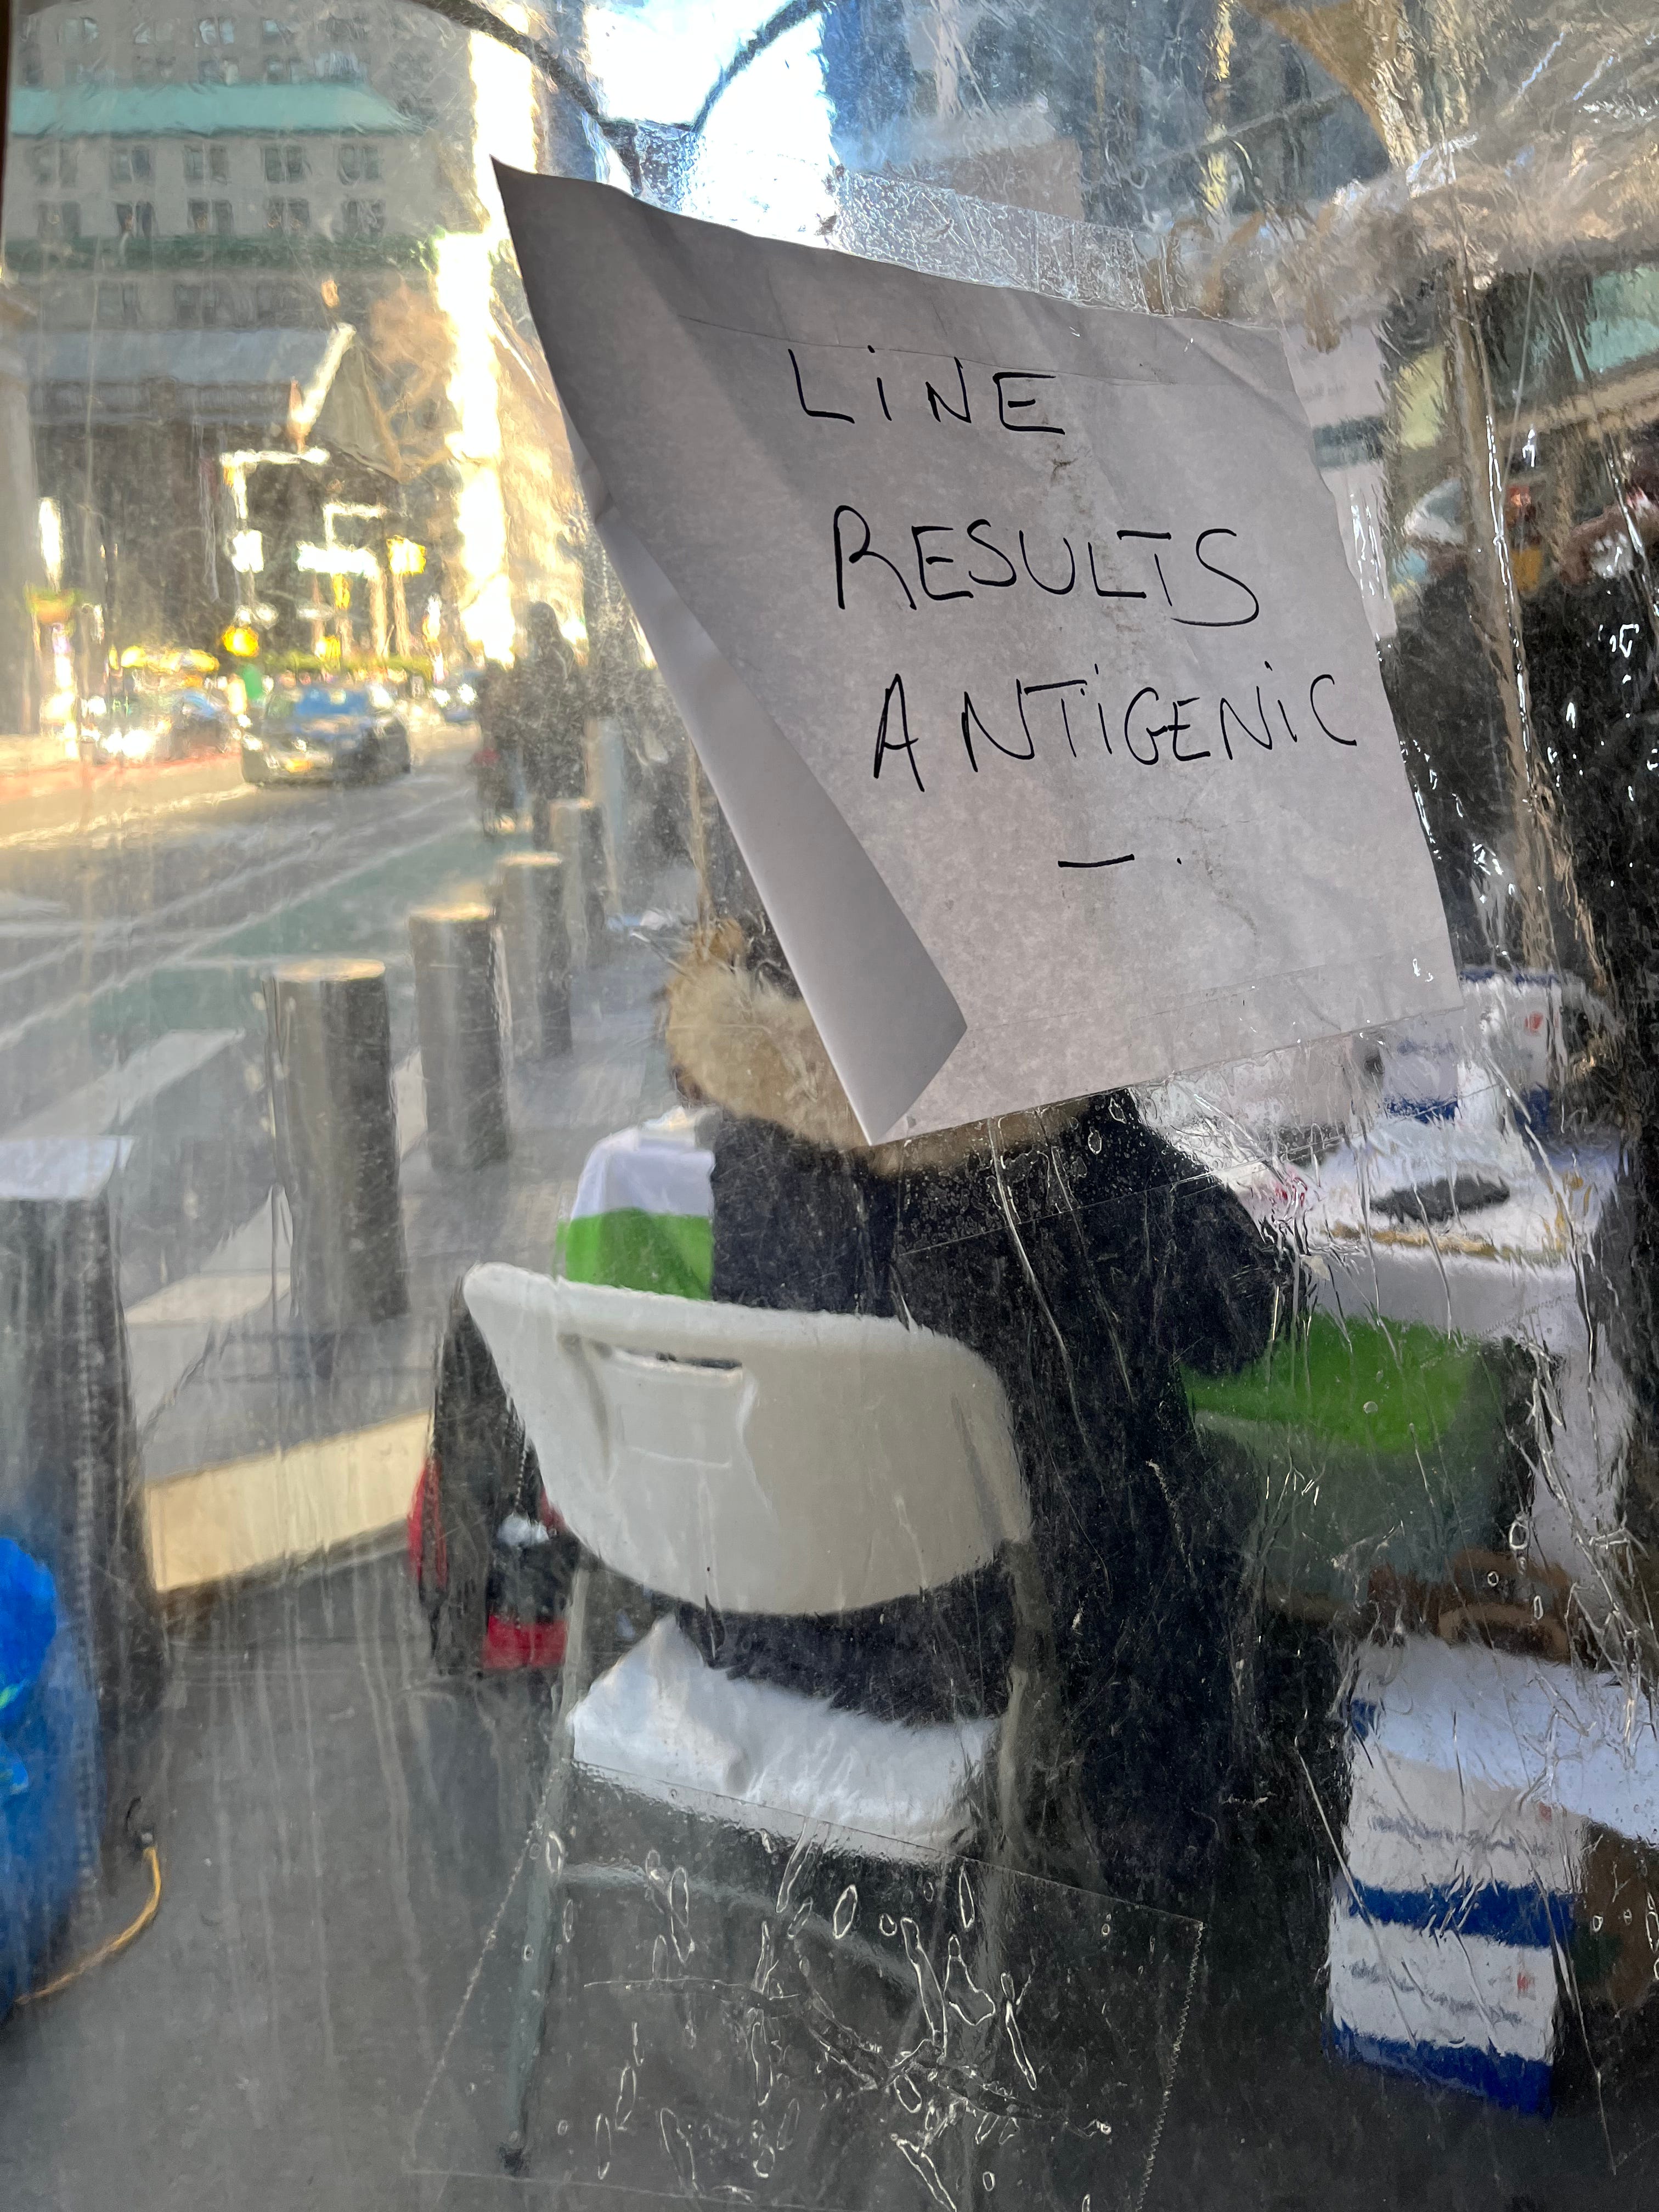 LiNE
RESULTS
ANTiGENiC
— .